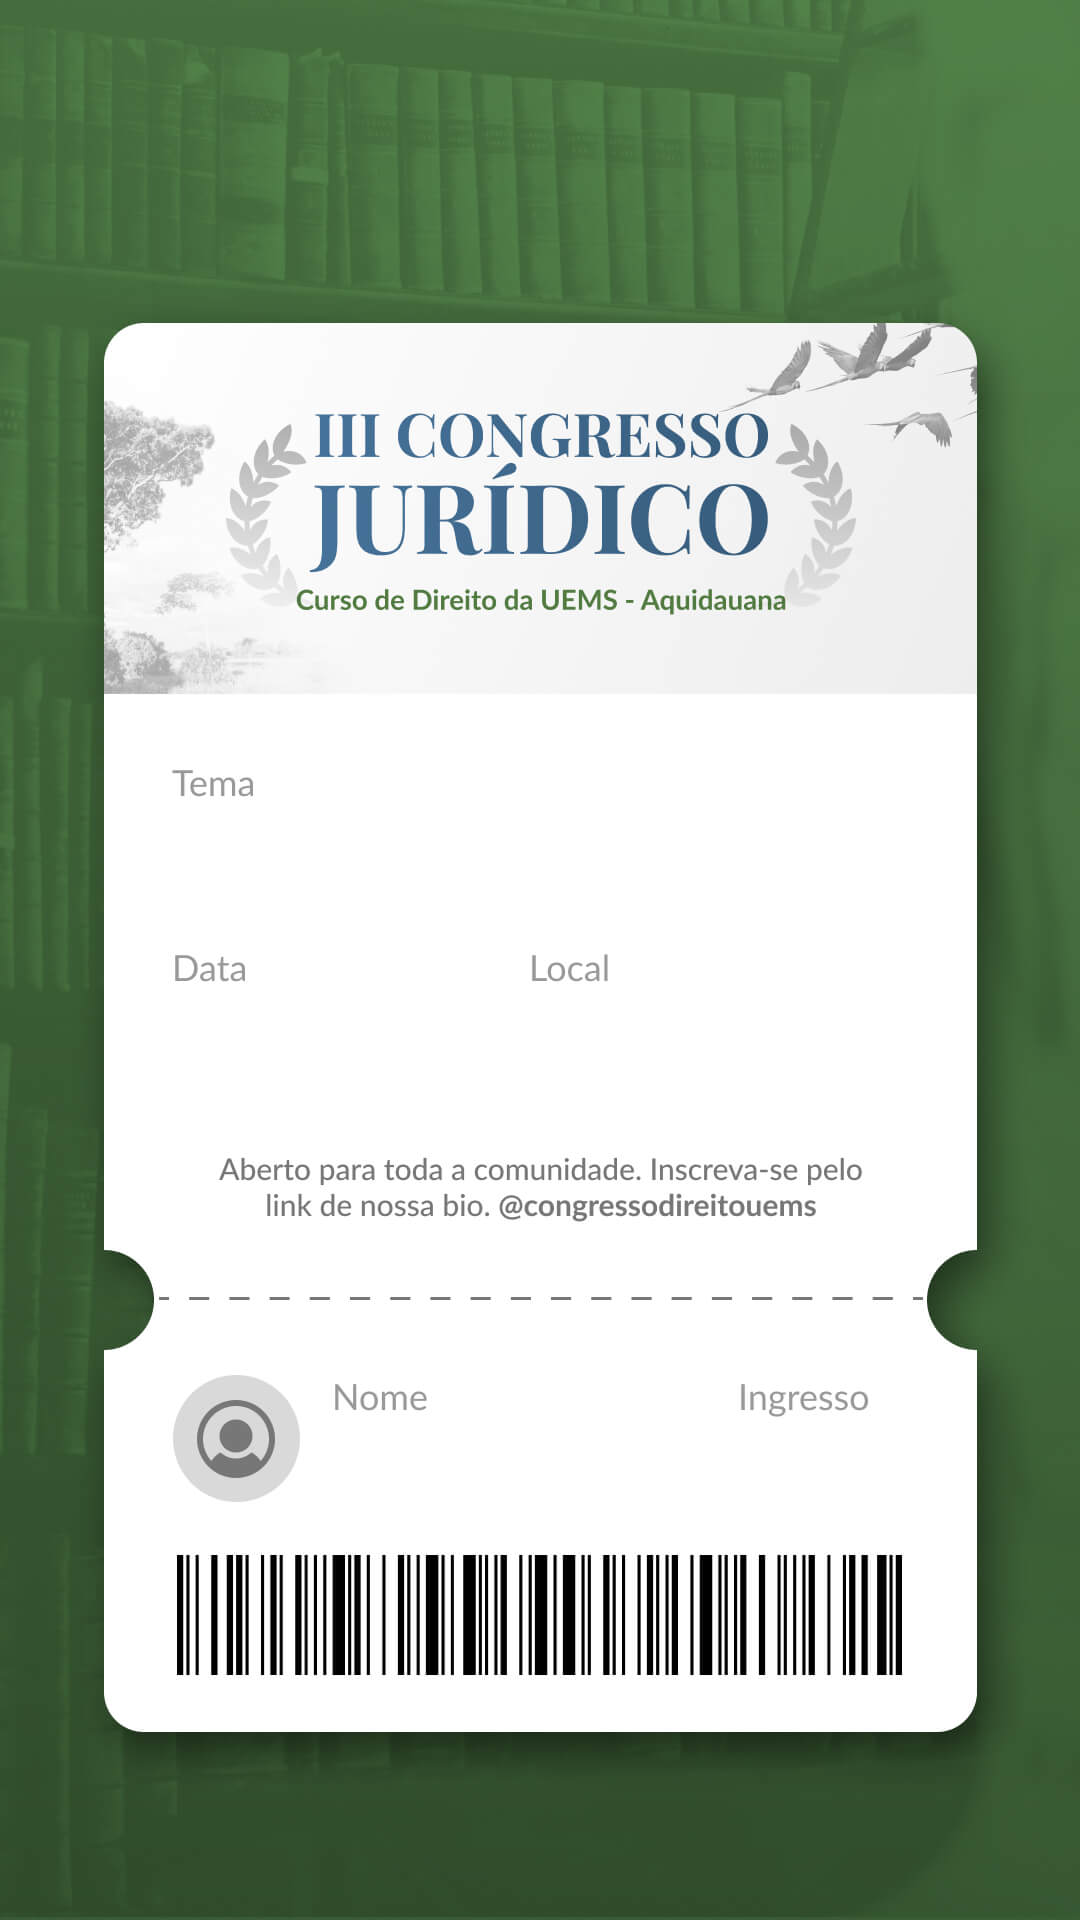 III CONGRESSO
JURÍDICO
Curso de Direito da UEMS - Aquidauana
Tema
Data Local
Aberto para toda a comunidade. Inscreva-se pelo
link de nossa bio. @congressodireitouems
Nome Ingresso